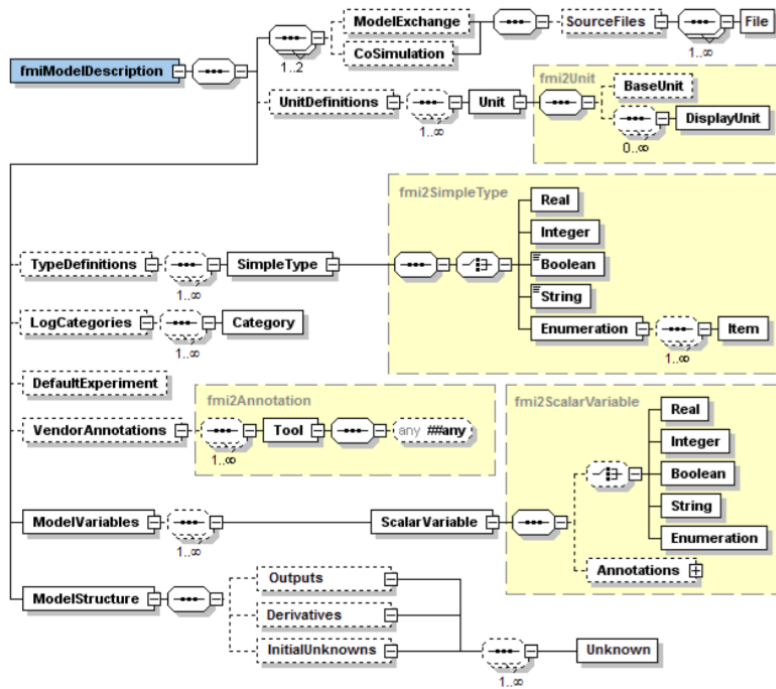 ModelExchange
SourceFiles
File
CoSimulation
1..2
1..∞
fmiModelDescription
fmi2Unit
BaseUnit
UnitDefinitions
Unit
DisplayUnit
1..∞
0..∞
fmi2SimpleType
Real
Integer
TypeDefinitions
SimpleType
Boolean
1..∞
String
LogCategories
Category
Enumeration
Item
1..∞
1..∞
DefaultExperiment
fmi2Annotation
fmi2ScalarVariable
Real
VendorAnnotations
Tool
any ##any
Integer
1..∞
Boolean
String
ModelVariables
ScalarVariable
Enumeration
1..∞
Annotations
Outputs
ModelStructure
Derivatives
InitialUnknowns
Unknown
1..∞